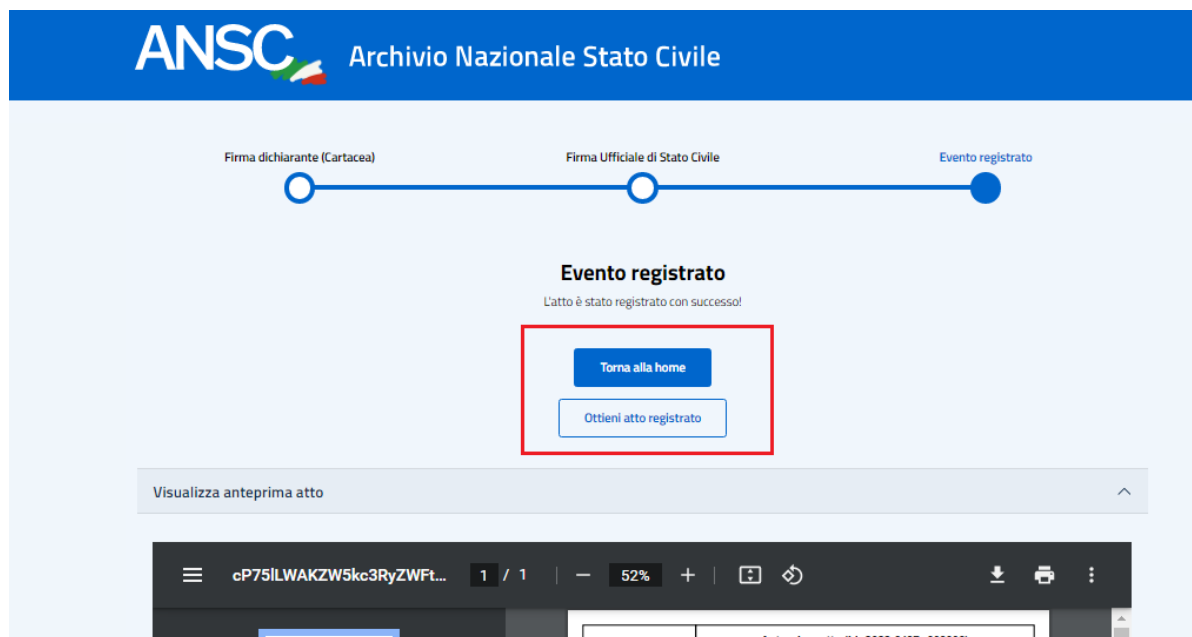 ANSC
Archivio Nazionale Stato Civile
Firma dichiarante (Cartacea)
Firma Ufficiale di Stato Civile
Evento registrato
Evento registrato
L'atto è stato registrato con successo!
Torna alla home
Ottieni atto registrato
Visualizza anteprima atto
cP75lLWAKZW5kc3RyZWFt... 1 / 1 52%